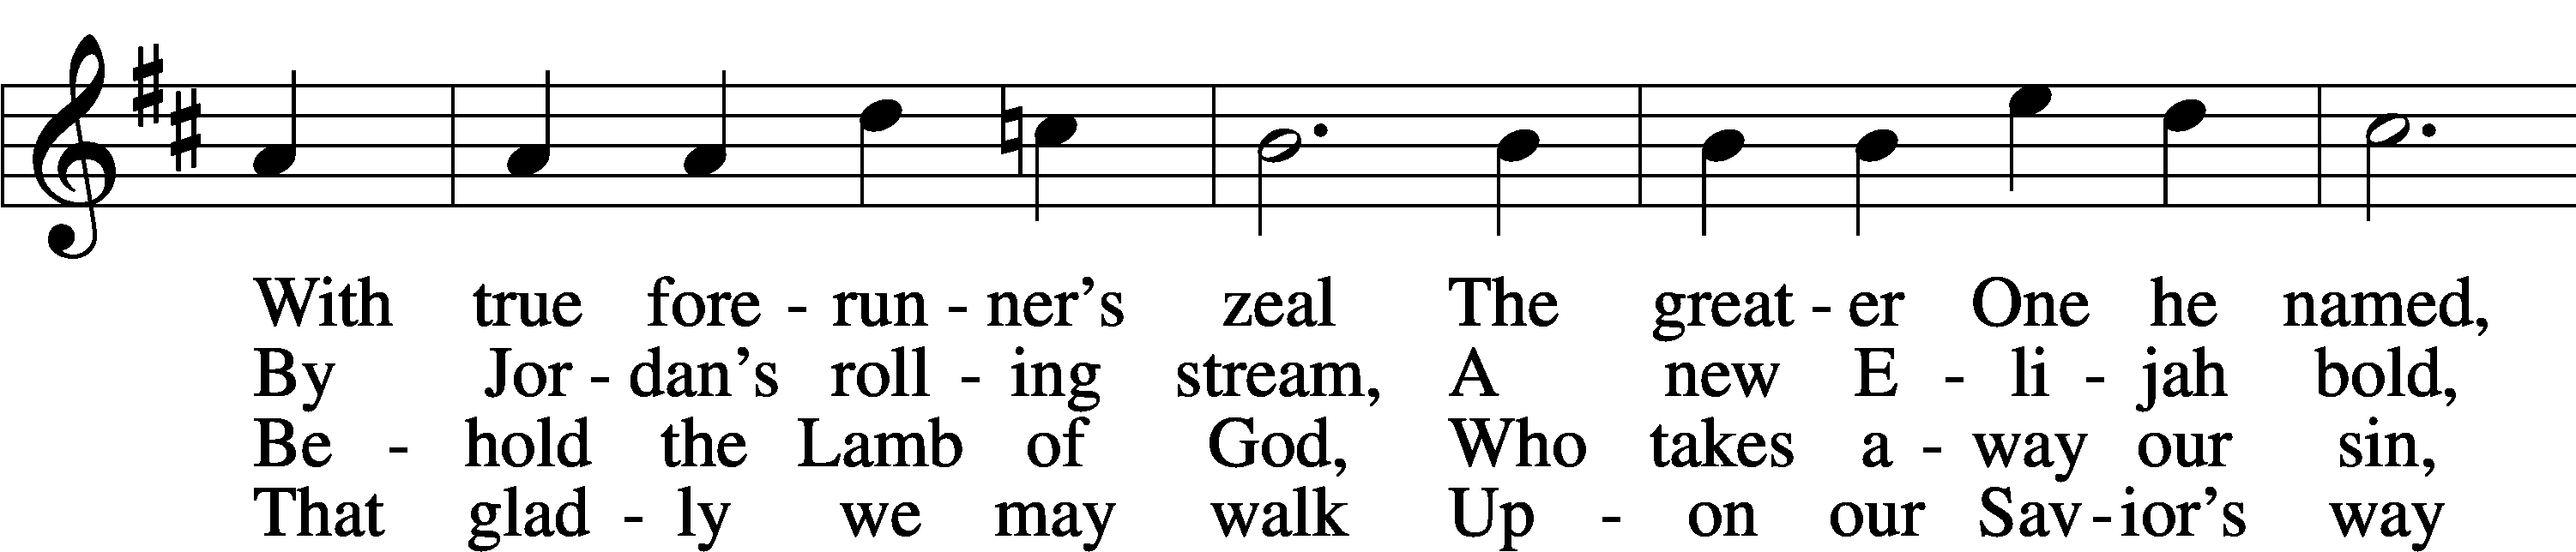 With true fore - run - ner's zeal The great - er One he named,
By Jor - dan's roll - ing stream, A new E - li - jah bold,
Be - hold the Lamb of God, Who takes a - way our sin,
That glad - ly we may walk Up - on our Sav - ior's way